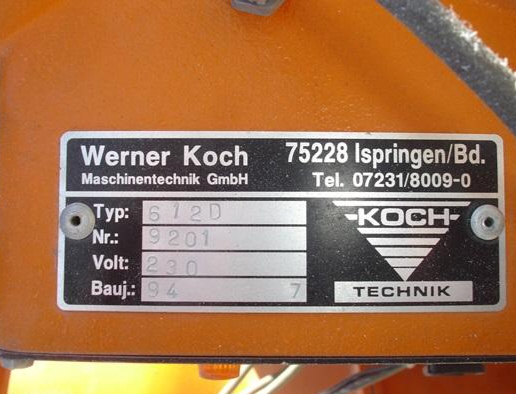 Werner Koch 75228 Ispringen/Bd.
Maschinentechnik GmbH Tel. 07231/8009-0
Typ: 612D
Nr.: 9201
Volt: 230
Bauj.: 94 7
KOCH
TECHNIK